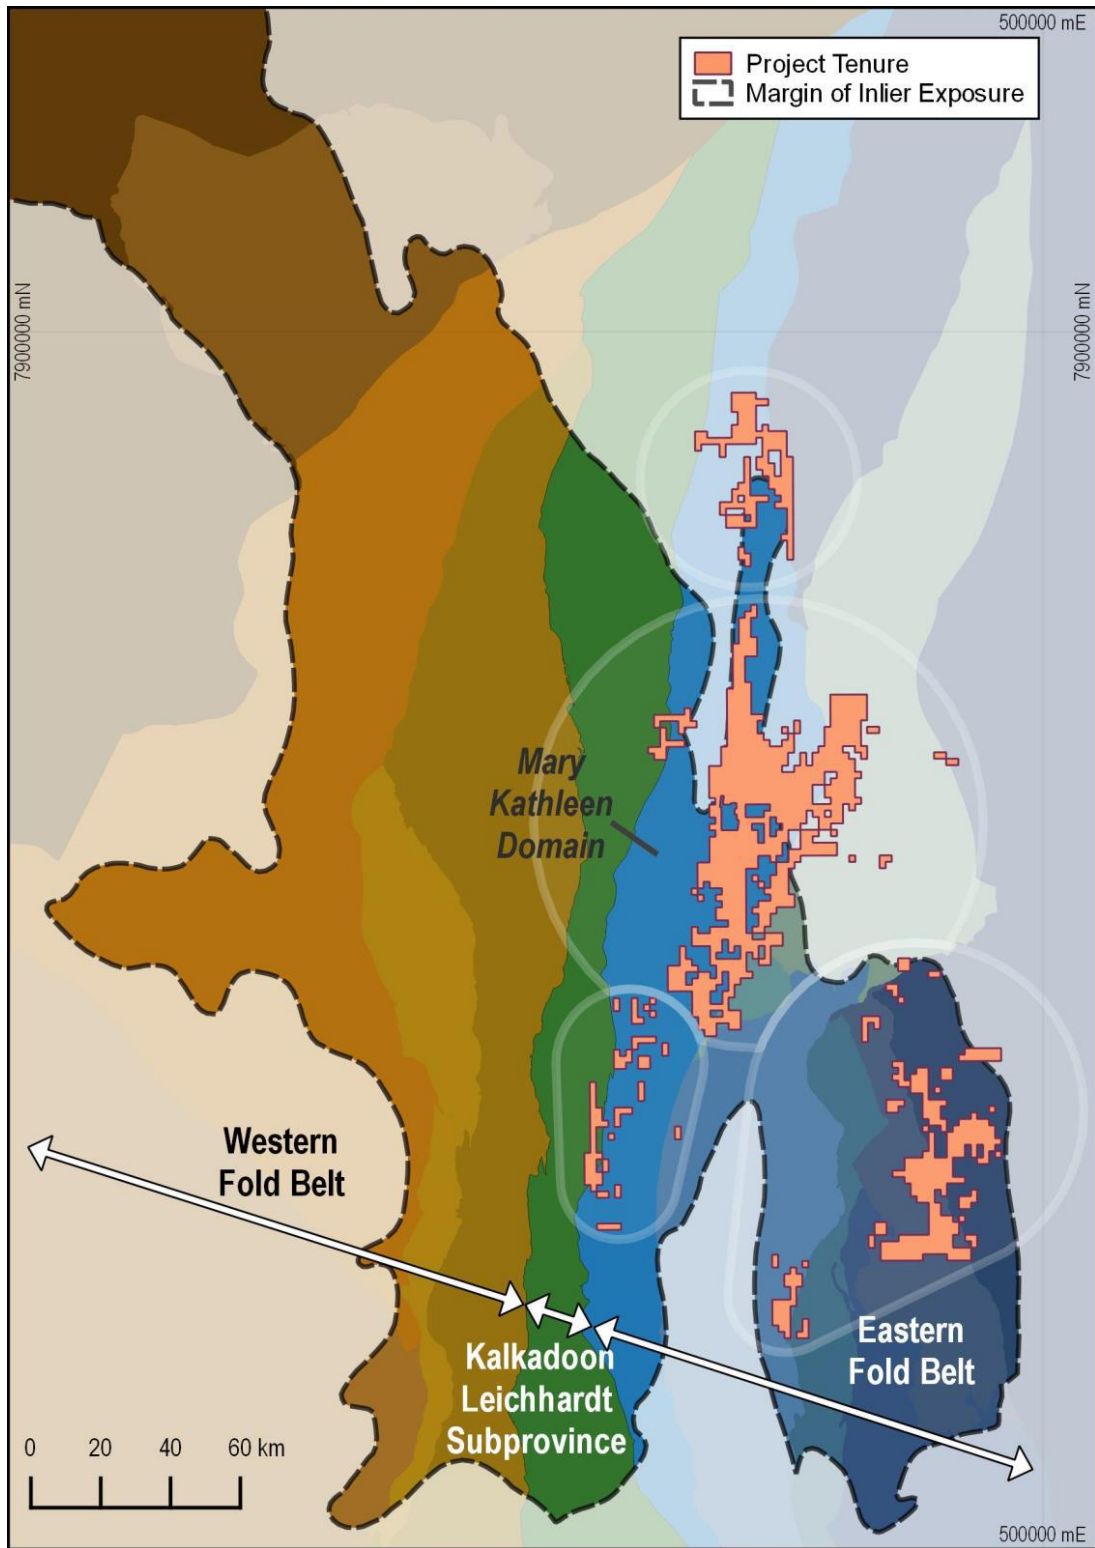 500000 mE
Project Tenure
Margin of Inlier Exposure
7900000 mN
7900000 mN
Mary
Kathleen
Domain
Western
Fold Belt
Eastern
Fold Belt
Kalkadoon
Leichhardt
Subprovince
0 20 40 60 km
500000 mE